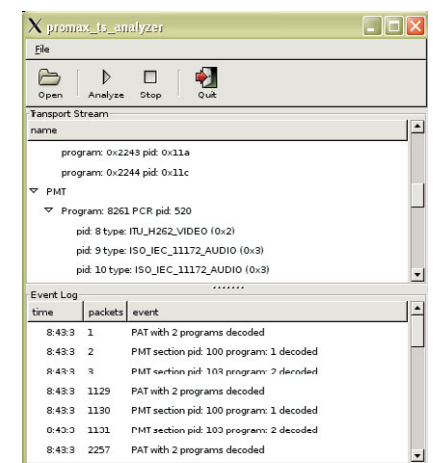 X promax_ts_analyzer
File
Open Analyze Stop Quit
Transport Stream
name
program: 0x2243 pid: 0x11a
program: 0x2244 pid: 0x11c
PMT
Program: 8261 PCR pid: 520
pid: 8 type: ITU_H262_VIDEO (0x2)
pid: 9 type: ISO_IEC_11172_AUDIO (0x3)
pid: 10 type: ISO_IEC_11172_AUDIO (0x3)
Event Log
time packets event
8:43:3 1 PAT with 2 programs decoded
8:43:3 2 PMT section pid: 100 program: 1 decoded
8:43:3 3 PMT section pid: 103 program: 2 decoded
8:43:3 1129 PAT with 2 programs decoded
8:43:3 1130 PMT section pid: 100 program: 1 decoded
8:43:3 1131 PMT section pid: 103 program: 2 decoded
8:43:3 2257 PAT with 2 programs decoded